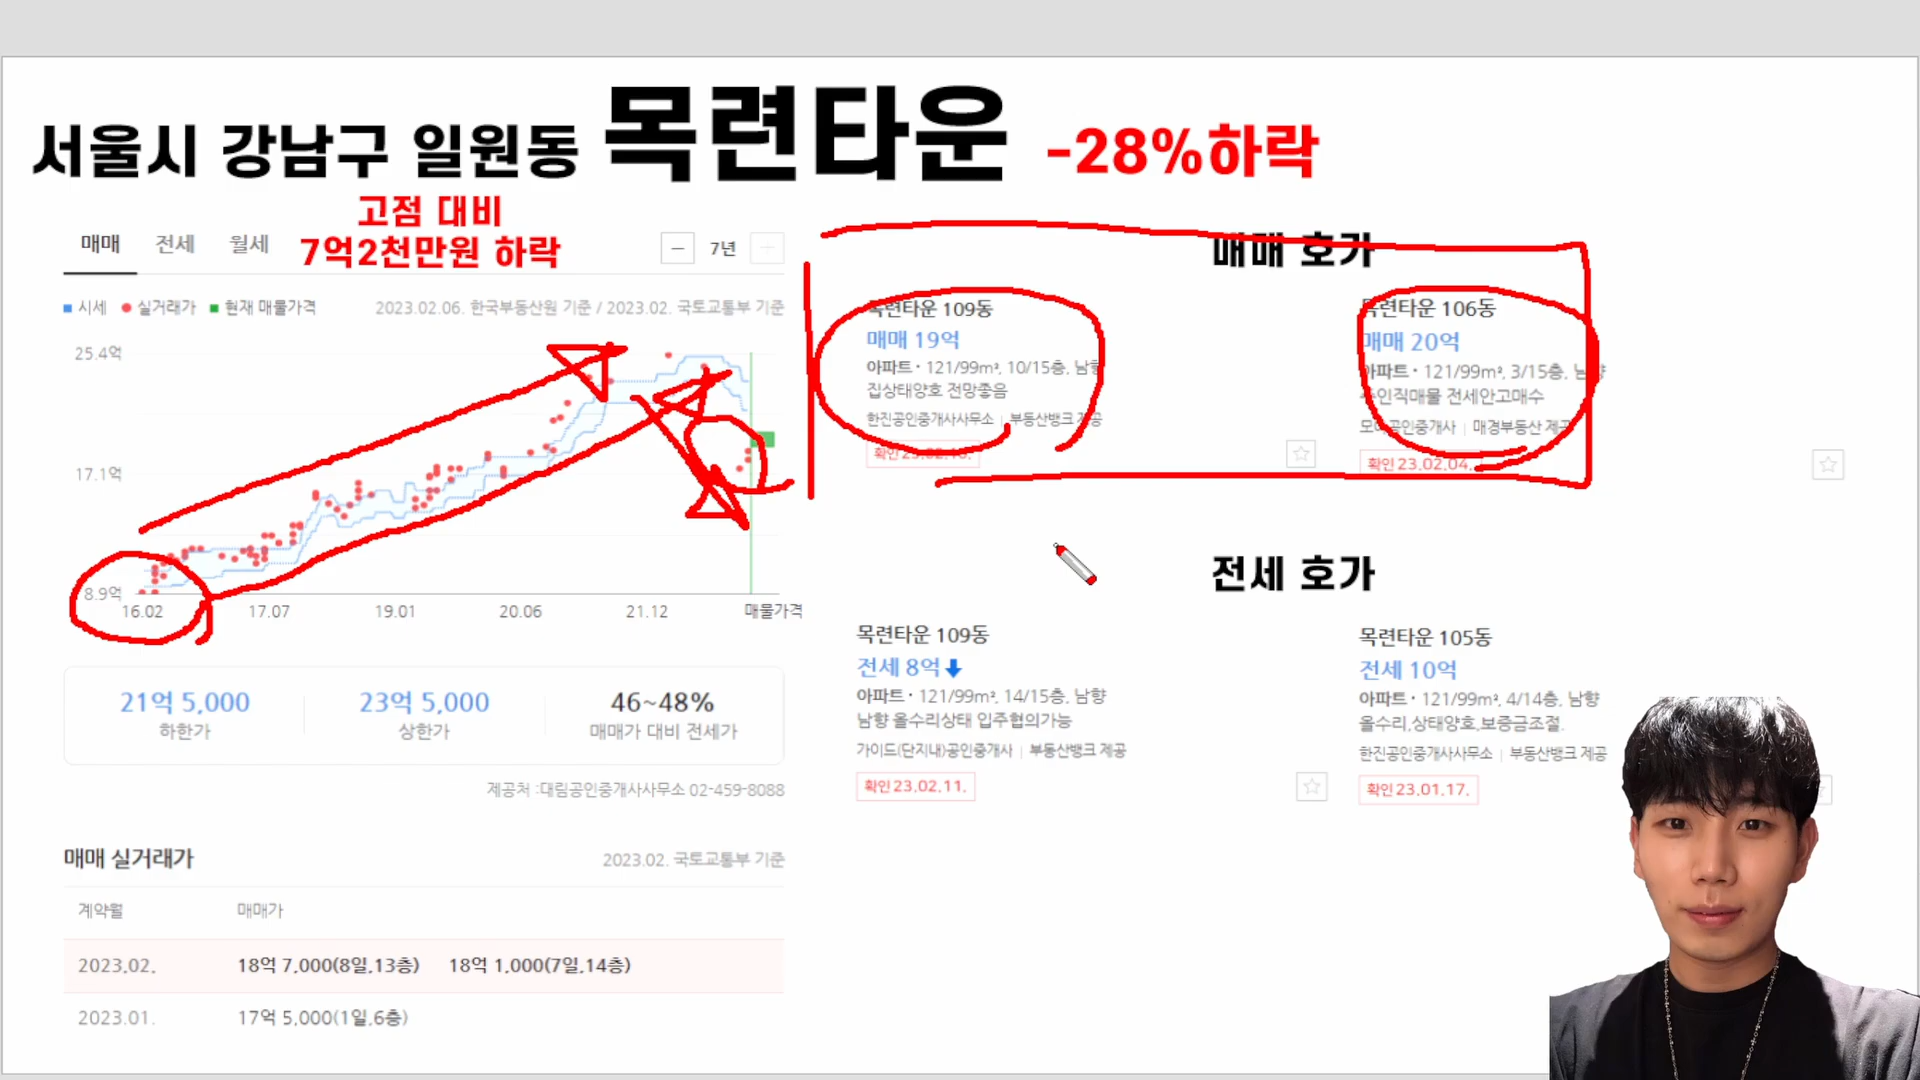 서울시 강남구 일원동 목련타운 -28%하락
고점 대비
7억2천만원 하락
매매 전세 월세
7년
시세 실거래가 현재 매물가격
2023.02.06. 한국부동산원 기준 / 2023.02. 국토교통부 기준
25.4억
17.1억
8.9억
16.02 17.07 19.01 20.06 21.12 매물가격
21억 5,000
하한가
23억 5,000
상한가
46~48%
매매가 대비 전세가
제공처 :대림공인중개사사무소 02-459-8088
매매 실거래가
2023.02. 국토교통부 기준
계약월 매매가
2023.02. 18억 7,000(8일,13층) 18억 1,000(7일,14층)
2023.01. 17억 5,000(1일,6층)
매매 호가
목련타운 109동
매매 19억
아파트 · 121/99m², 10/15층, 남향
집상태양호 전망좋음
한진공인중개사사무소 | 부동산뱅크 제공
목련타운 106동
매매 20억
아파트 · 121/99m², 3/15층, 남향
전세안고매수
매경부동산 제공
확인 23.02.04.
전세 호가
목련타운 109동
전세 8억
아파트 · 121/99m², 14/15층, 남향
남향 올수리상태 입주협의가능
가이드(단지내)공인중개사 | 부동산뱅크 제공
확인 23.02.11.
목련타운 105동
전세 10억
아파트 · 121/99m², 4/14층, 남향
올수리,상태양호,보증금조절.
한진공인중개사사무소 | 부동산뱅크 제공
확인 23.01.17.